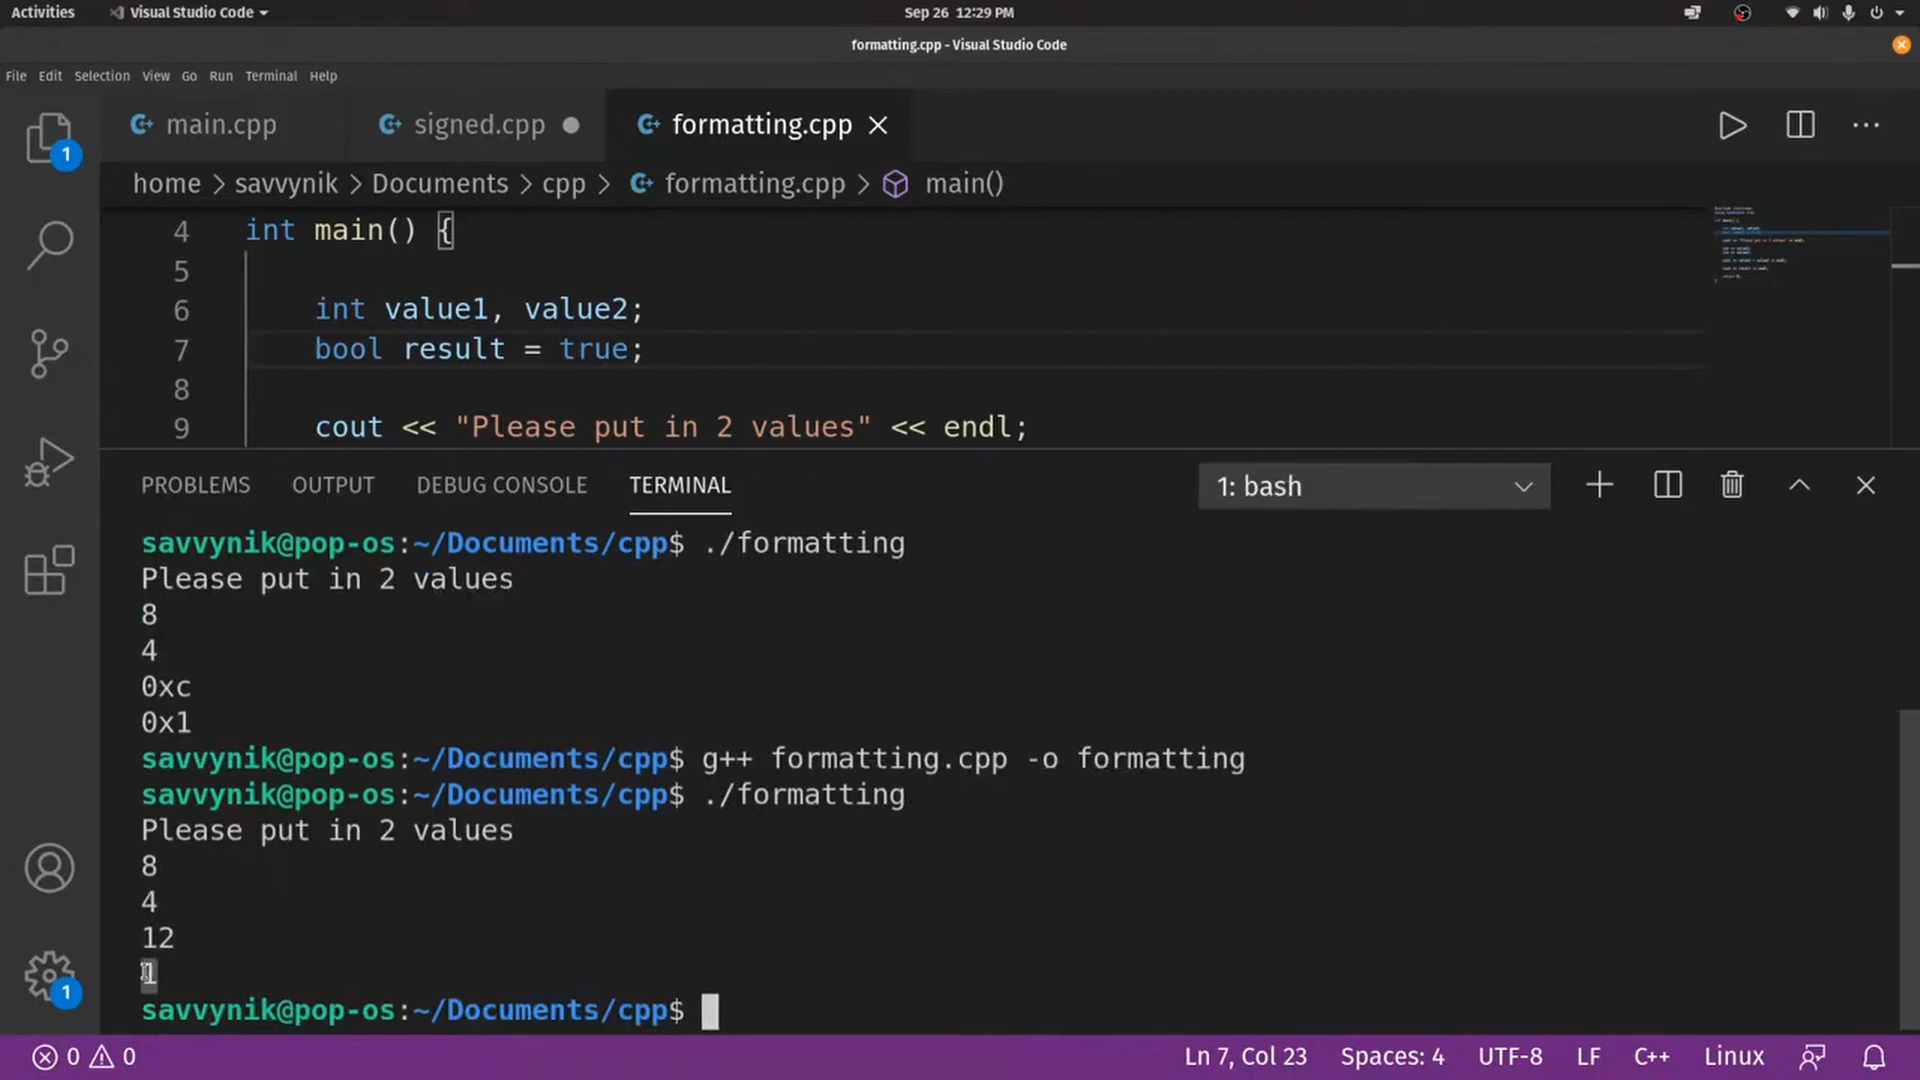 Activities Visual Studio Code Sep 26 12:29 PM
formatting.cpp - Visual Studio Code
File Edit Selection View Go Run Terminal Help
1 main.cpp signed.cpp formatting.cpp
home > savvynik > Documents > cpp > formatting.cpp > main()
4 int main() {
5
6 int value1, value2;
7 bool result = true;
8
9 cout << "Please put in 2 values" << endl;
PROBLEMS OUTPUT DEBUG CONSOLE TERMINAL 1: bash
savvynik@pop-os:~/Documents/cpp$ ./formatting
Please put in 2 values
8
4
0xc
0x1
savvynik@pop-os:~/Documents/cpp$ g++ formatting.cpp -o formatting
savvynik@pop-os:~/Documents/cpp$ ./formatting
Please put in 2 values
8
4
12
1
savvynik@pop-os:~/Documents/cpp$
1
0 0 Ln 7, Col 23 Spaces: 4 UTF-8 LF C++ Linux